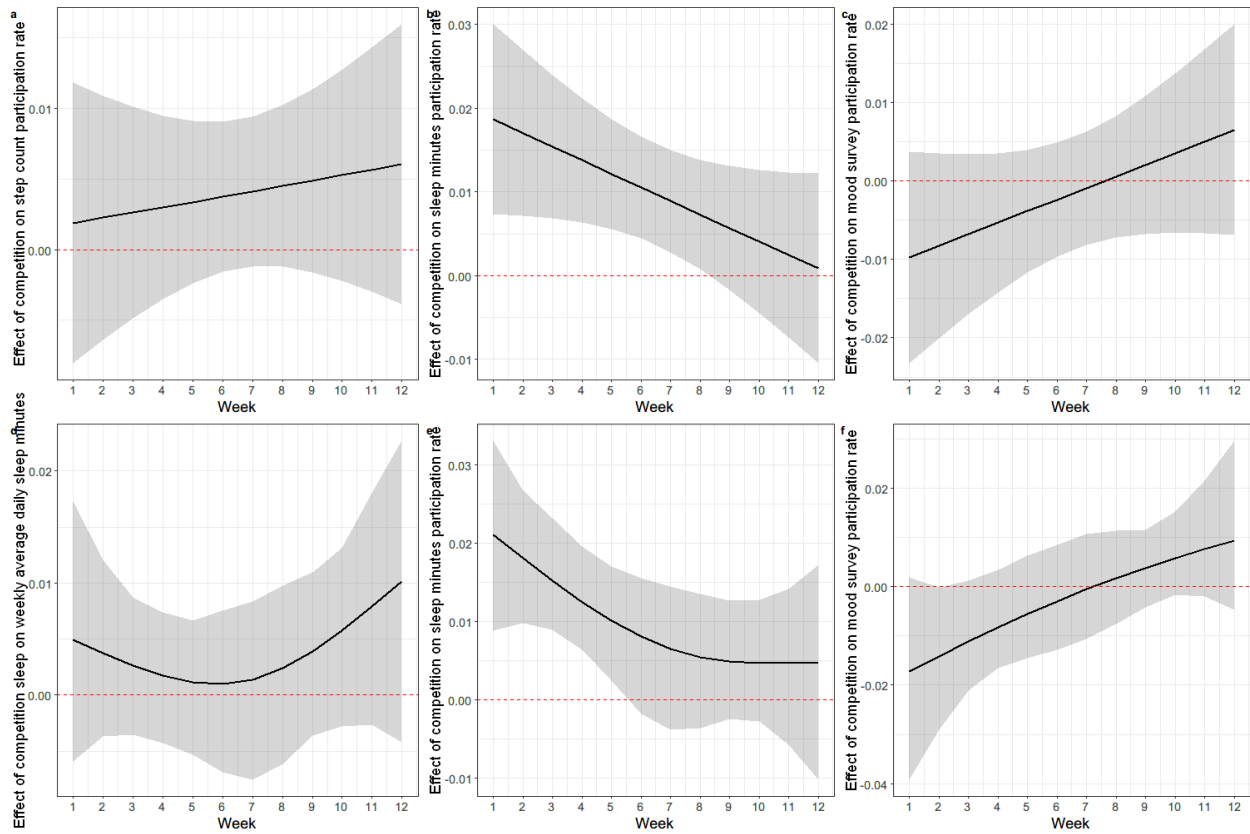 a
Effect of competition on step count participation rate
0.01
0.00
1 2 3 4 5 6 7 8 9 10 11 12
Week
b
Effect of competition on sleep minutes participation rate
0.03
0.02
0.01
0.00
-0.01
1 2 3 4 5 6 7 8 9 10 11 12
Week
c
Effect of competition on mood survey participation rate
0.02
0.01
0.00
-0.01
-0.02
1 2 3 4 5 6 7 8 9 10 11 12
Week
d
Effect of competition sleep on weekly average daily sleep minutes
0.02
0.01
0.00
1 2 3 4 5 6 7 8 9 10 11 12
Week
e
Effect of competition on sleep minutes participation rate
0.03
0.02
0.01
0.00
-0.01
1 2 3 4 5 6 7 8 9 10 11 12
Week
f
Effect of competition on mood survey participation rate
0.02
0.00
-0.02
-0.04
1 2 3 4 5 6 7 8 9 10 11 12
Week